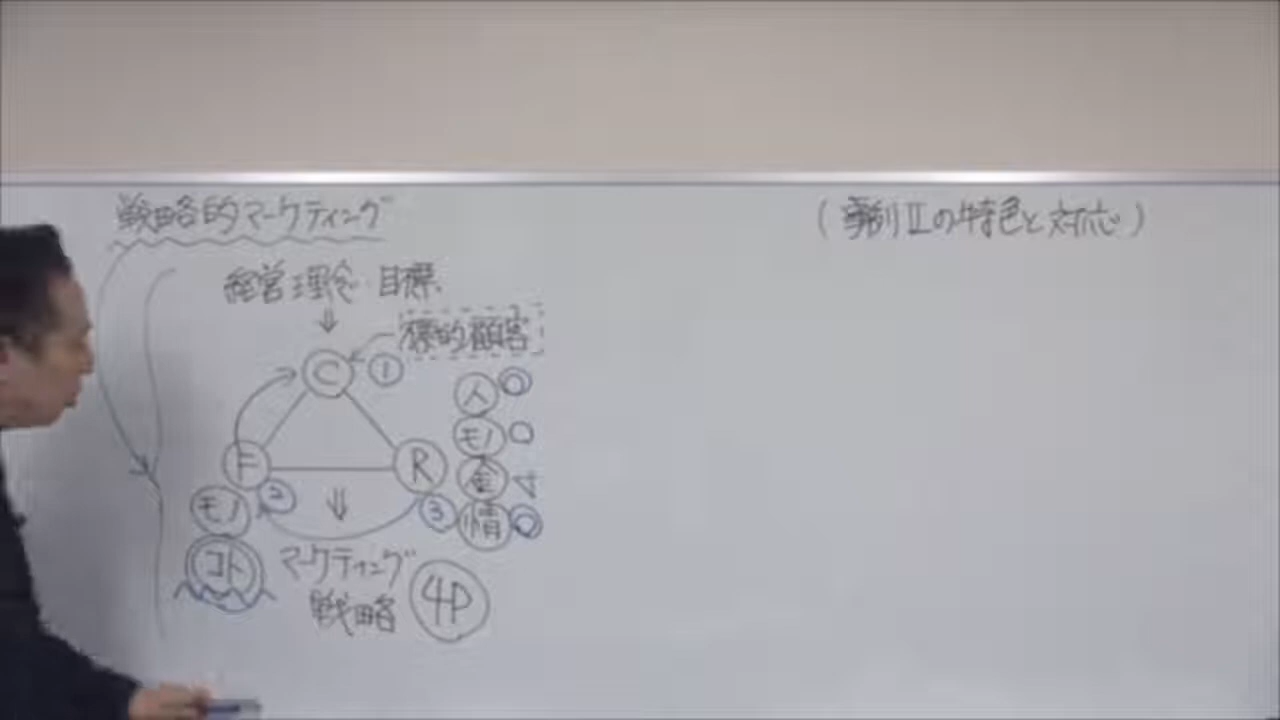 戦略的マーケティング
(事例Ⅱの特色と対応)
経営理念・目標
⇓
標的顧客
C ①
人 ◎
モノ ○
F R 金 △
モノ ② ⇓ ③ 情 ◎
コト マーケティング
戦略 4P